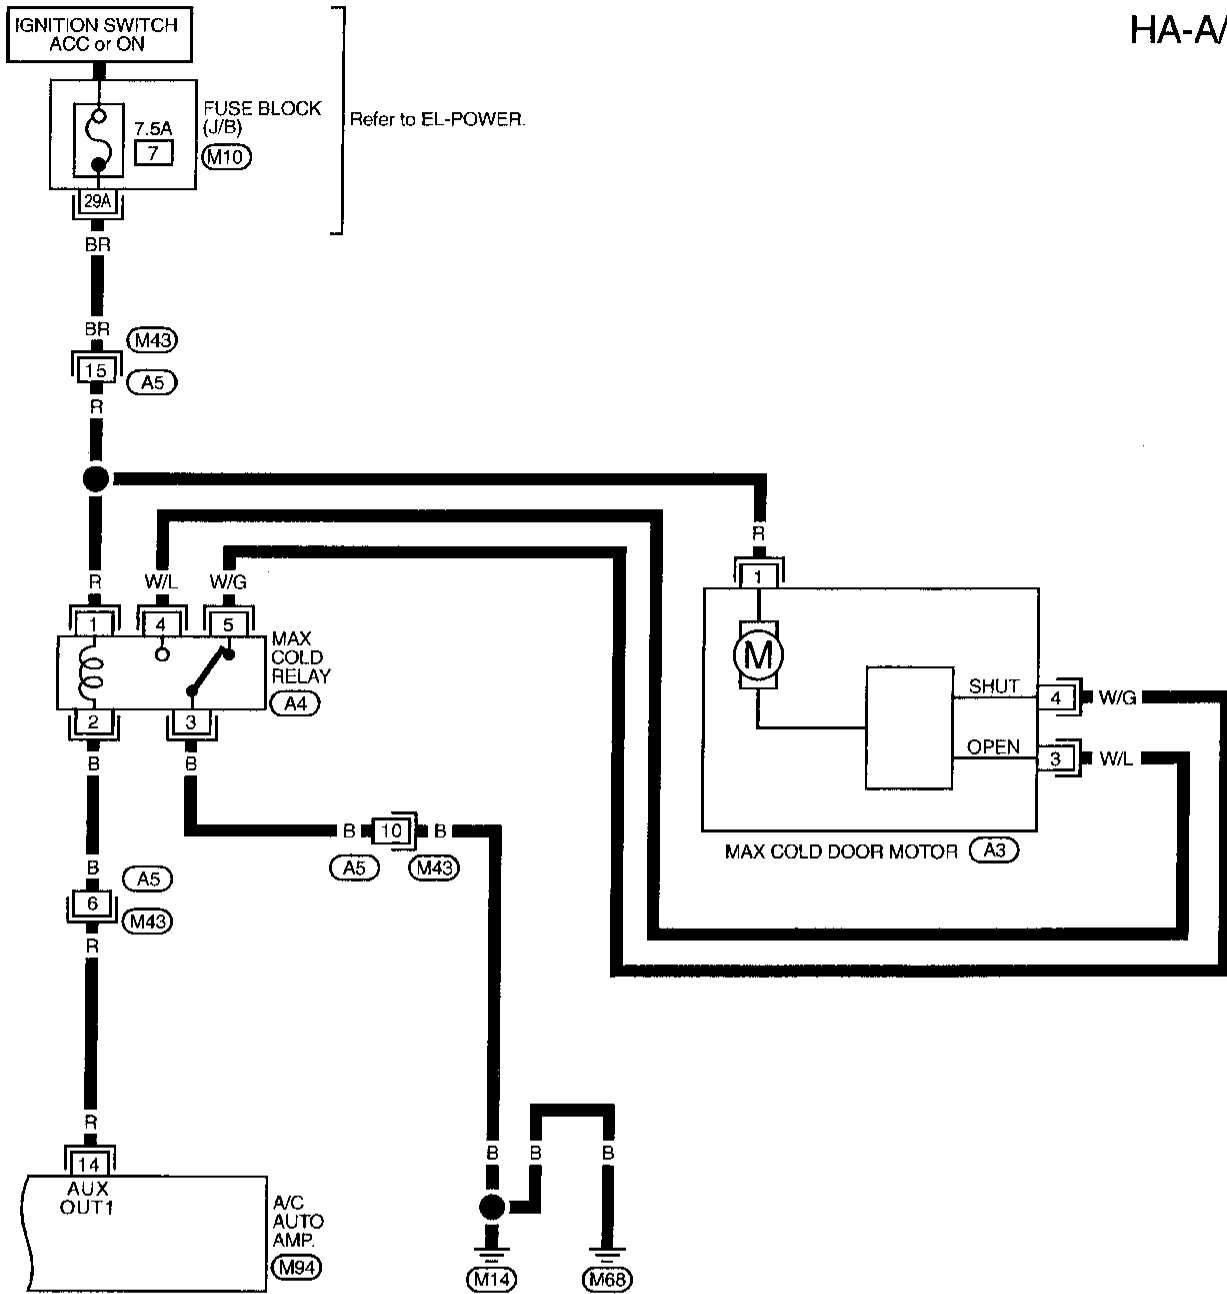 HA-A/
IGNITION SWITCH
ACC or ON
FUSE BLOCK
(J/B)
M10
7.5A
7
Refer to EL-POWER.
29A
BR
BR
M43
15
A5
R
R
R
W/L
W/G
1
4
5
MAX
COLD
RELAY
A4
2
3
B
B
1
M
SHUT
4
W/G
OPEN
3
W/L
MAX COLD DOOR MOTOR
A3
B
10
B
A5
M43
B
A5
6
M43
R
R
14
AUX
OUT1
A/C
AUTO
AMP.
M94
B
B
B
M14
M68